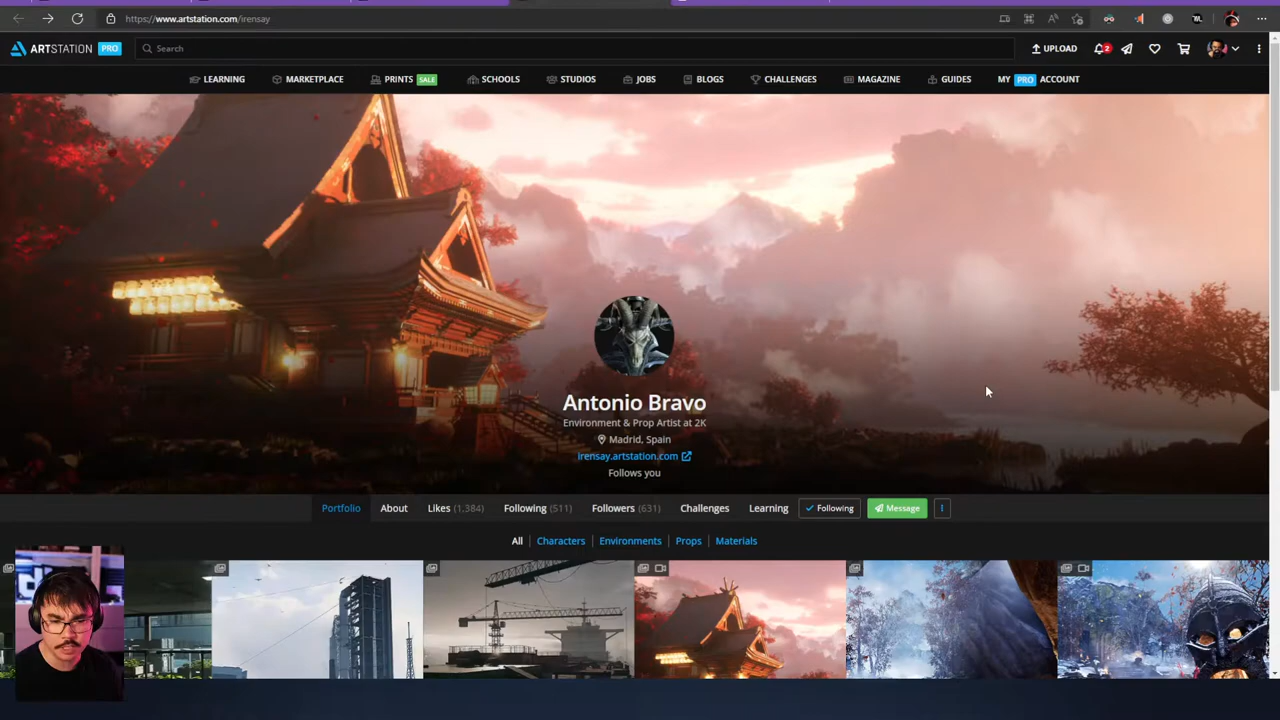 https://www.artstation.com/irensay
ARTSTATION PRO
Search
UPLOAD
2
LEARNING
MARKETPLACE
PRINTS SALE
SCHOOLS
STUDIOS
JOBS
BLOGS
CHALLENGES
MAGAZINE
GUIDES
MY PRO ACCOUNT
Antonio Bravo
Environment & Prop Artist at 2K
Madrid, Spain
irensay.artstation.com
Follows you
Portfolio
About
Likes (1,384)
Following (511)
Followers (631)
Challenges
Learning
Following
Message
All
Characters
Environments
Props
Materials